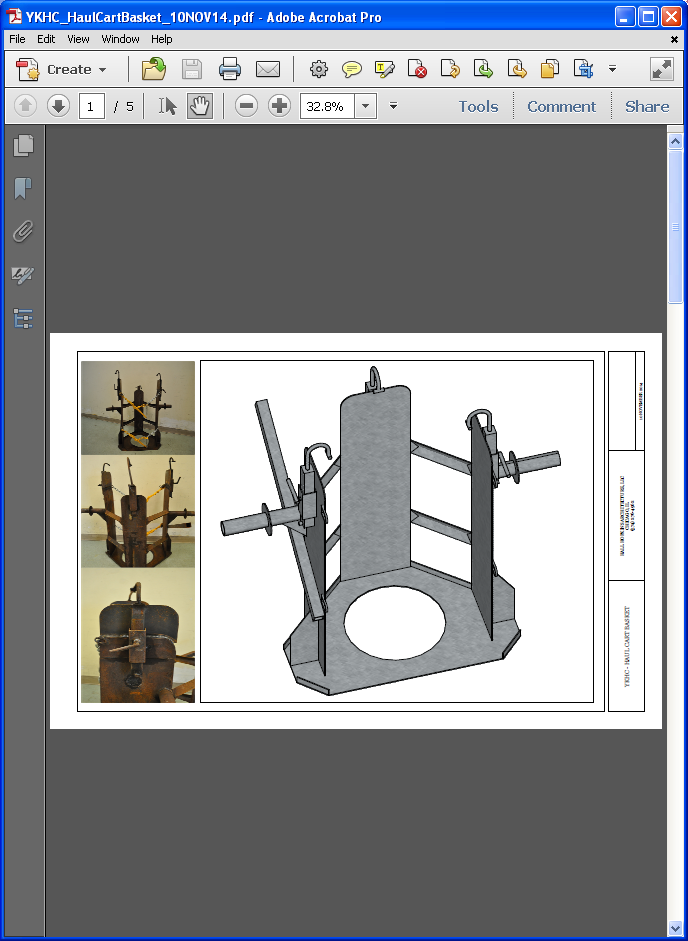 YKHC_HaulCartBasket_10NOV14.pdf - Adobe Acrobat Pro
File Edit View Window Help
Create
1 / 5 32.8% Tools Comment Share
YKHC - HAUL CART BASKET